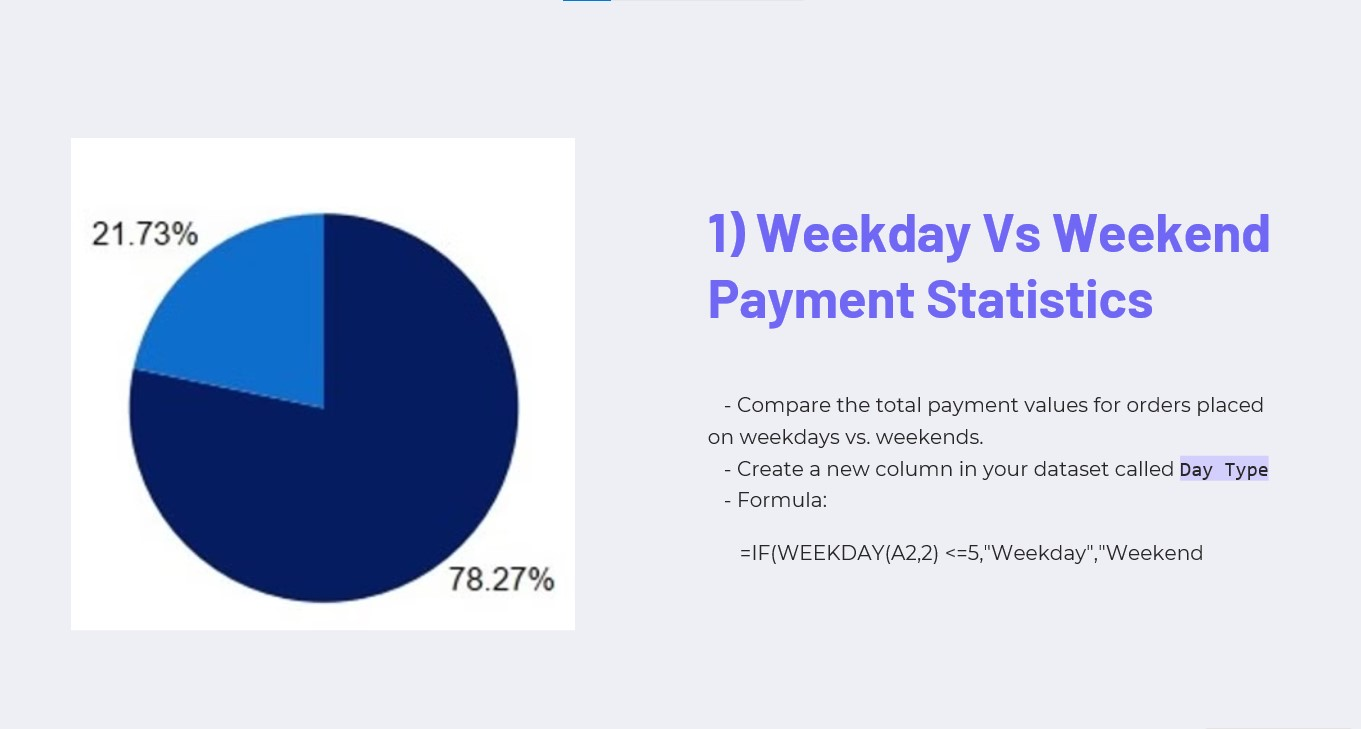 21.73%
78.27%
1) Weekday Vs Weekend
Payment Statistics
- Compare the total payment values for orders placed
on weekdays vs. weekends.
- Create a new column in your dataset called Day Type
- Formula:
=IF(WEEKDAY(A2,2) <=5,"Weekday","Weekend